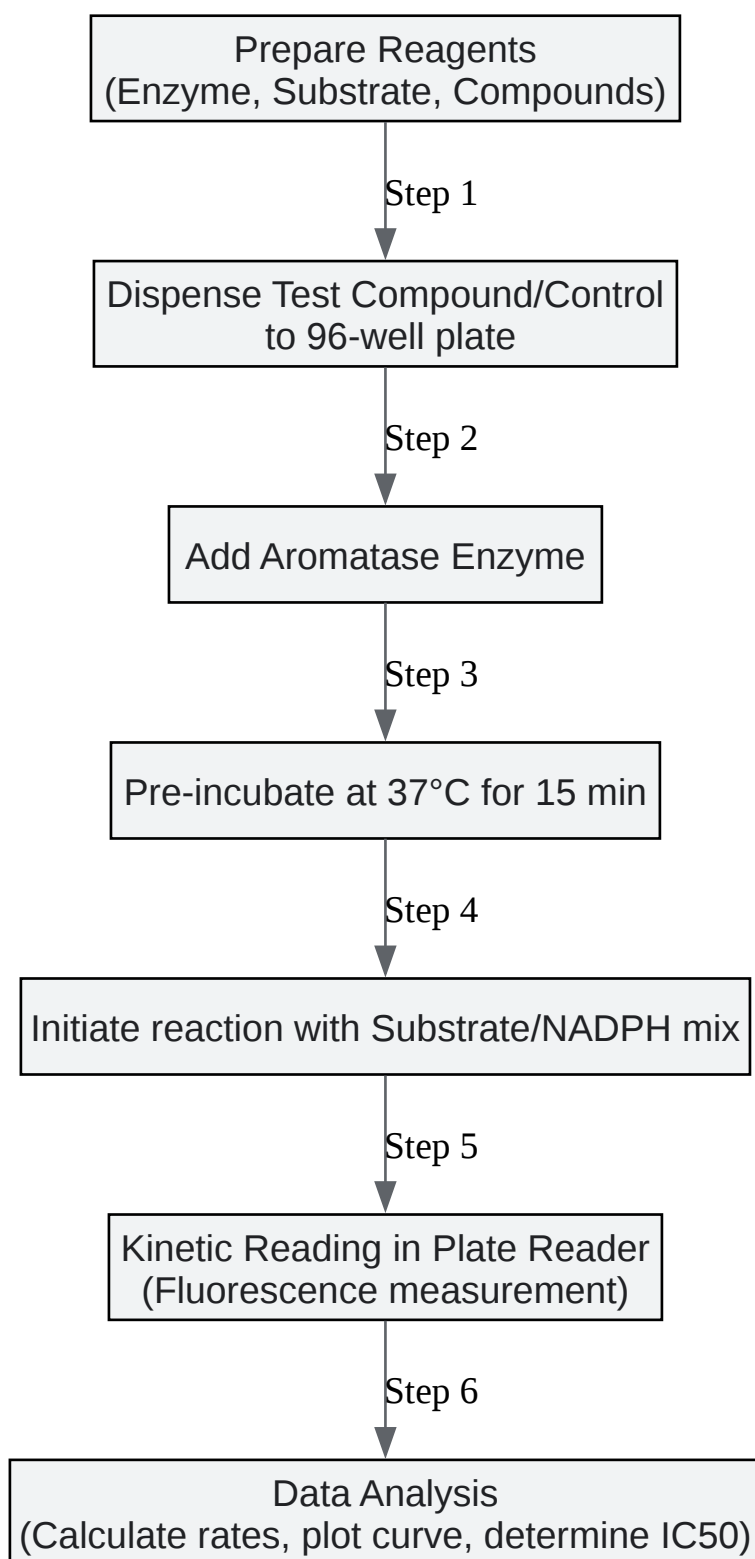 Prepare Reagents
(Enzyme, Substrate, Compounds)
Step 1
Dispense Test Compound/Control
to 96-well plate
Step 2
Add Aromatase Enzyme
Step 3
Pre-incubate at 37°C for 15 min
Step 4
Initiate reaction with Substrate/NADPH mix
Step 5
Kinetic Reading in Plate Reader
(Fluorescence measurement)
Step 6
Data Analysis
(Calculate rates, plot curve, determine IC50)